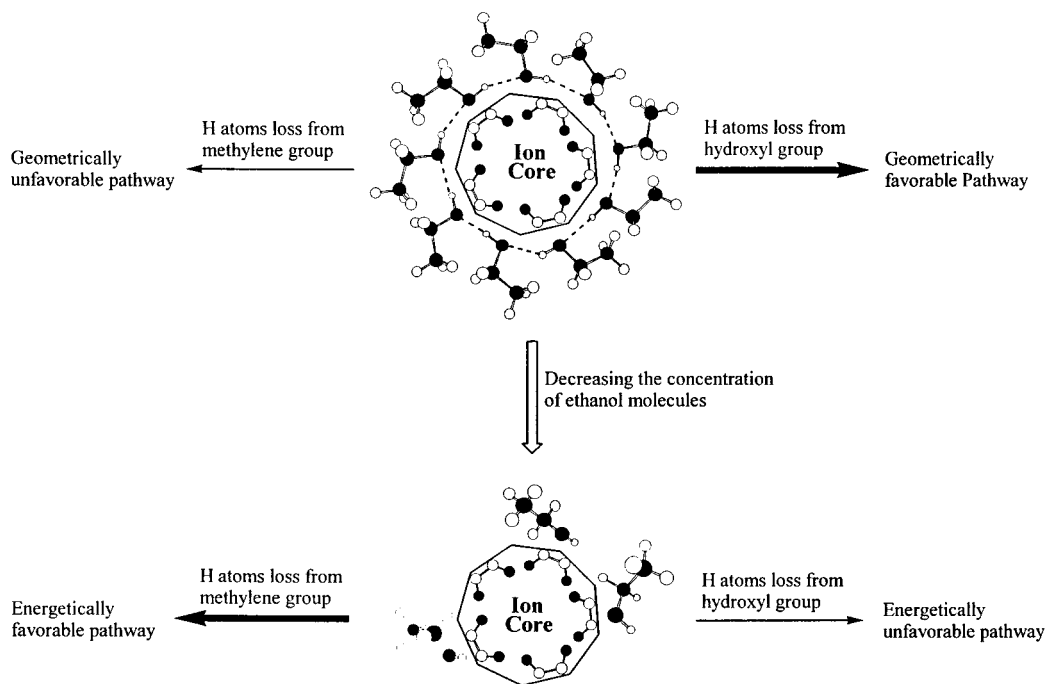 H atoms loss from
methylene group
Geometrically
unfavorable pathway
Ion
Core
H atoms loss from
hydroxyl group
Geometrically
favorable Pathway
Decreasing the concentration
of ethanol molecules
H atoms loss from
methylene group
Energetically
favorable pathway
Ion
Core
H atoms loss from
hydroxyl group
Energetically
unfavorable pathway